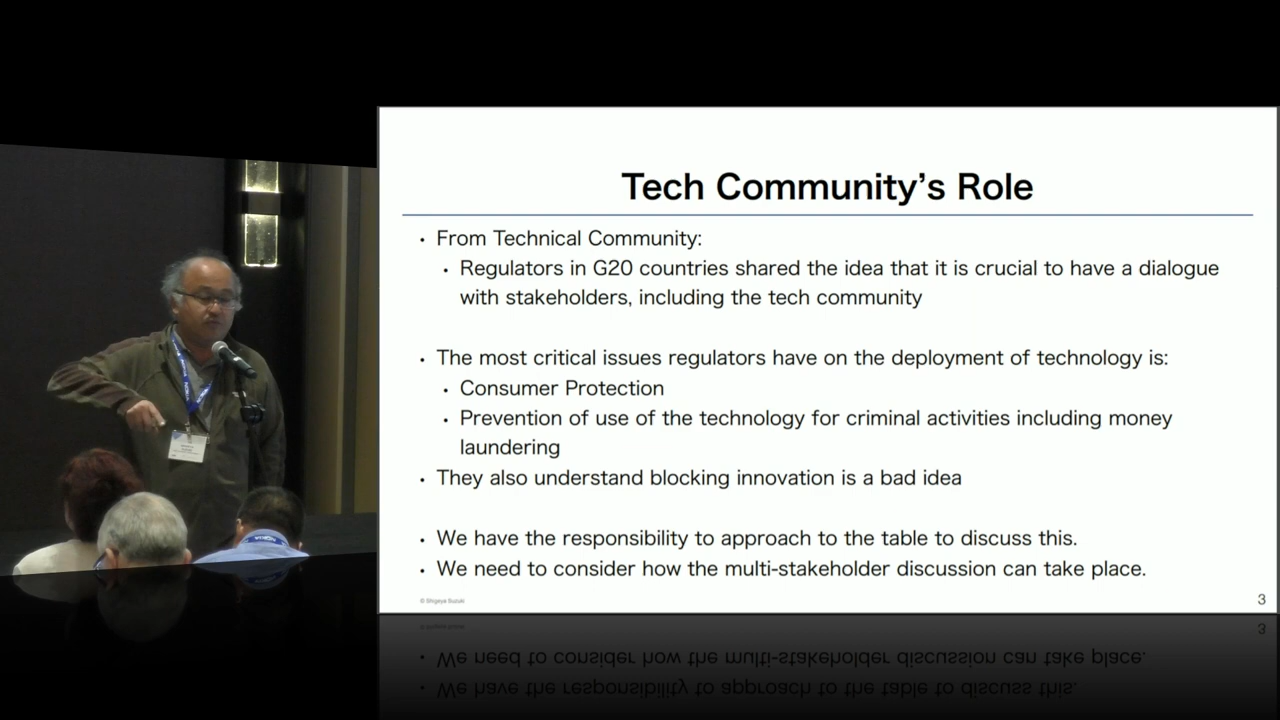 Tech Community's Role
• From Technical Community:
• Regulators in G20 countries shared the idea that it is crucial to have a dialogue
with stakeholders, including the tech community
• The most critical issues regulators have on the deployment of technology is:
• Consumer Protection
• Prevention of use of the technology for criminal activities including money
laundering
• They also understand blocking innovation is a bad idea
• We have the responsibility to approach to the table to discuss this.
• We need to consider how the multi-stakeholder discussion can take place.
© Shigeya Suzuki
3
NOKIA